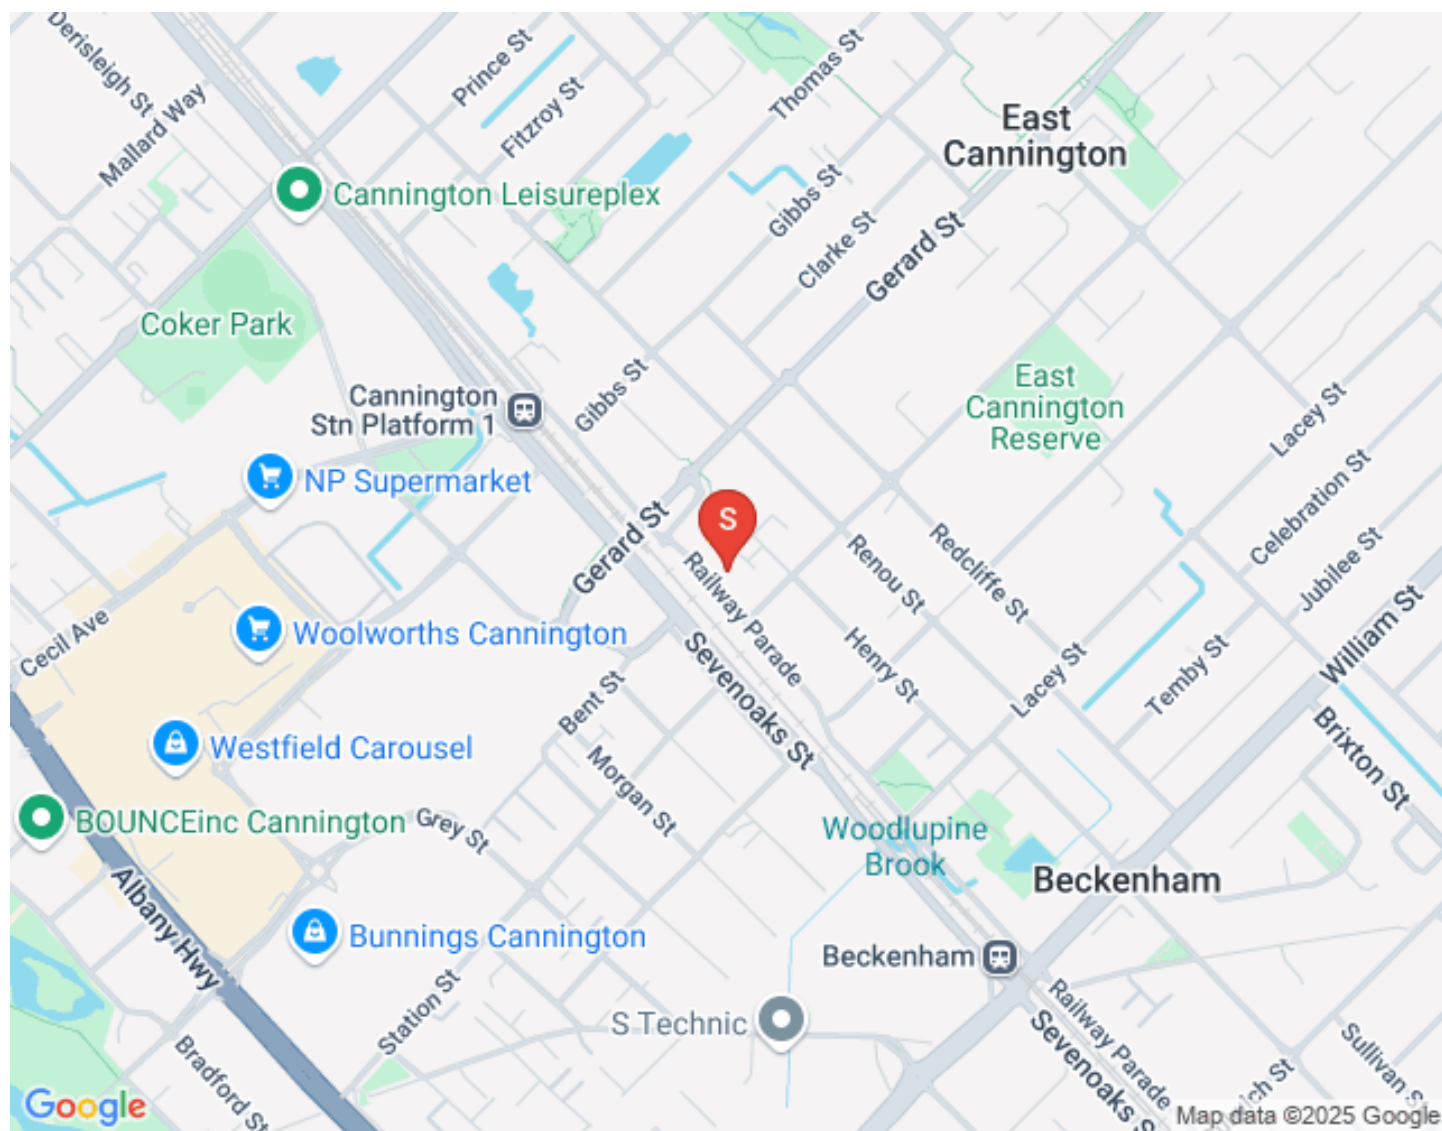 Derisleigh St
Mallard Way
Prince St
Fitzroy St
Thomas St
East
Cannington
Cannington Leisureplex
Gibbs St
Clarke St
Gerard St
Coker Park
Cannington
Stn Platform 1
Gibbs St
East
Cannington
Reserve
Lacey St
NP Supermarket
Celebration St
Gerard St
S
Railway Parade
Renou St
Redcliffe St
Jubilee St
Cecil Ave
Woolworths Cannington
Henry St
William St
Sevenoaks St
Lacey St
Temby St
Bent St
Westfield Carousel
Morgan St
Brixton St
BOUNCEinc Cannington
Grey St
Woodlupine
Brook
Beckenham
Albany Hwy
Bunnings Cannington
Beckenham
Station St
S Technic
Railway Parade
Sevenoaks S
Sullivan S
Bradford St
Google
Map data ©2025 Google